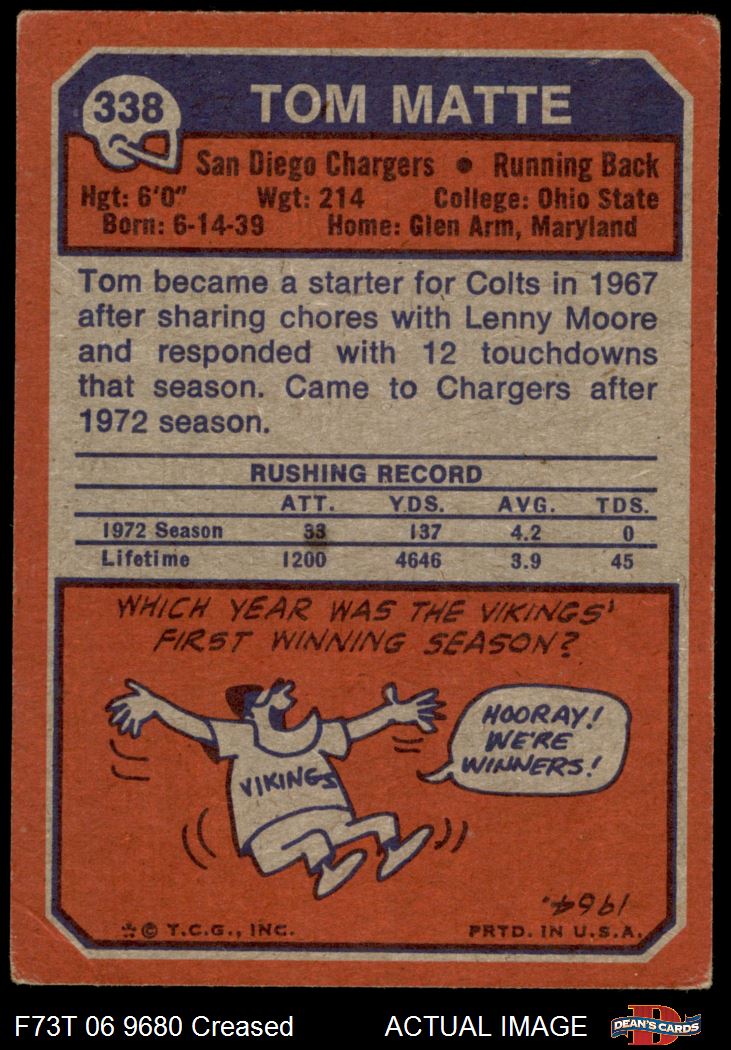 338
TOM MATTE
San Diego Chargers • Running Back
Hgt: 6'0" Wgt: 214 College: Ohio State
Born: 6-14-39 Home: Glen Arm, Maryland
Tom became a starter for Colts in 1967
after sharing chores with Lenny Moore
and responded with 12 touchdowns
that season. Came to Chargers after
1972 season.
RUSHING RECORD
ATT. YDS. AVG. TDS.
1972 Season 33 137 4.2 0
Lifetime 1200 4646 3.9 45
WHICH YEAR WAS THE VIKINGS'
FIRST WINNING SEASON?
HOORAY!
WE'RE
WINNERS!
VIKINGS
1964.
* © T.C.G., INC. PRTD. IN U.S.A.
F73T 06 9680 Creased ACTUAL IMAGE
D
DEAN'S CARDS